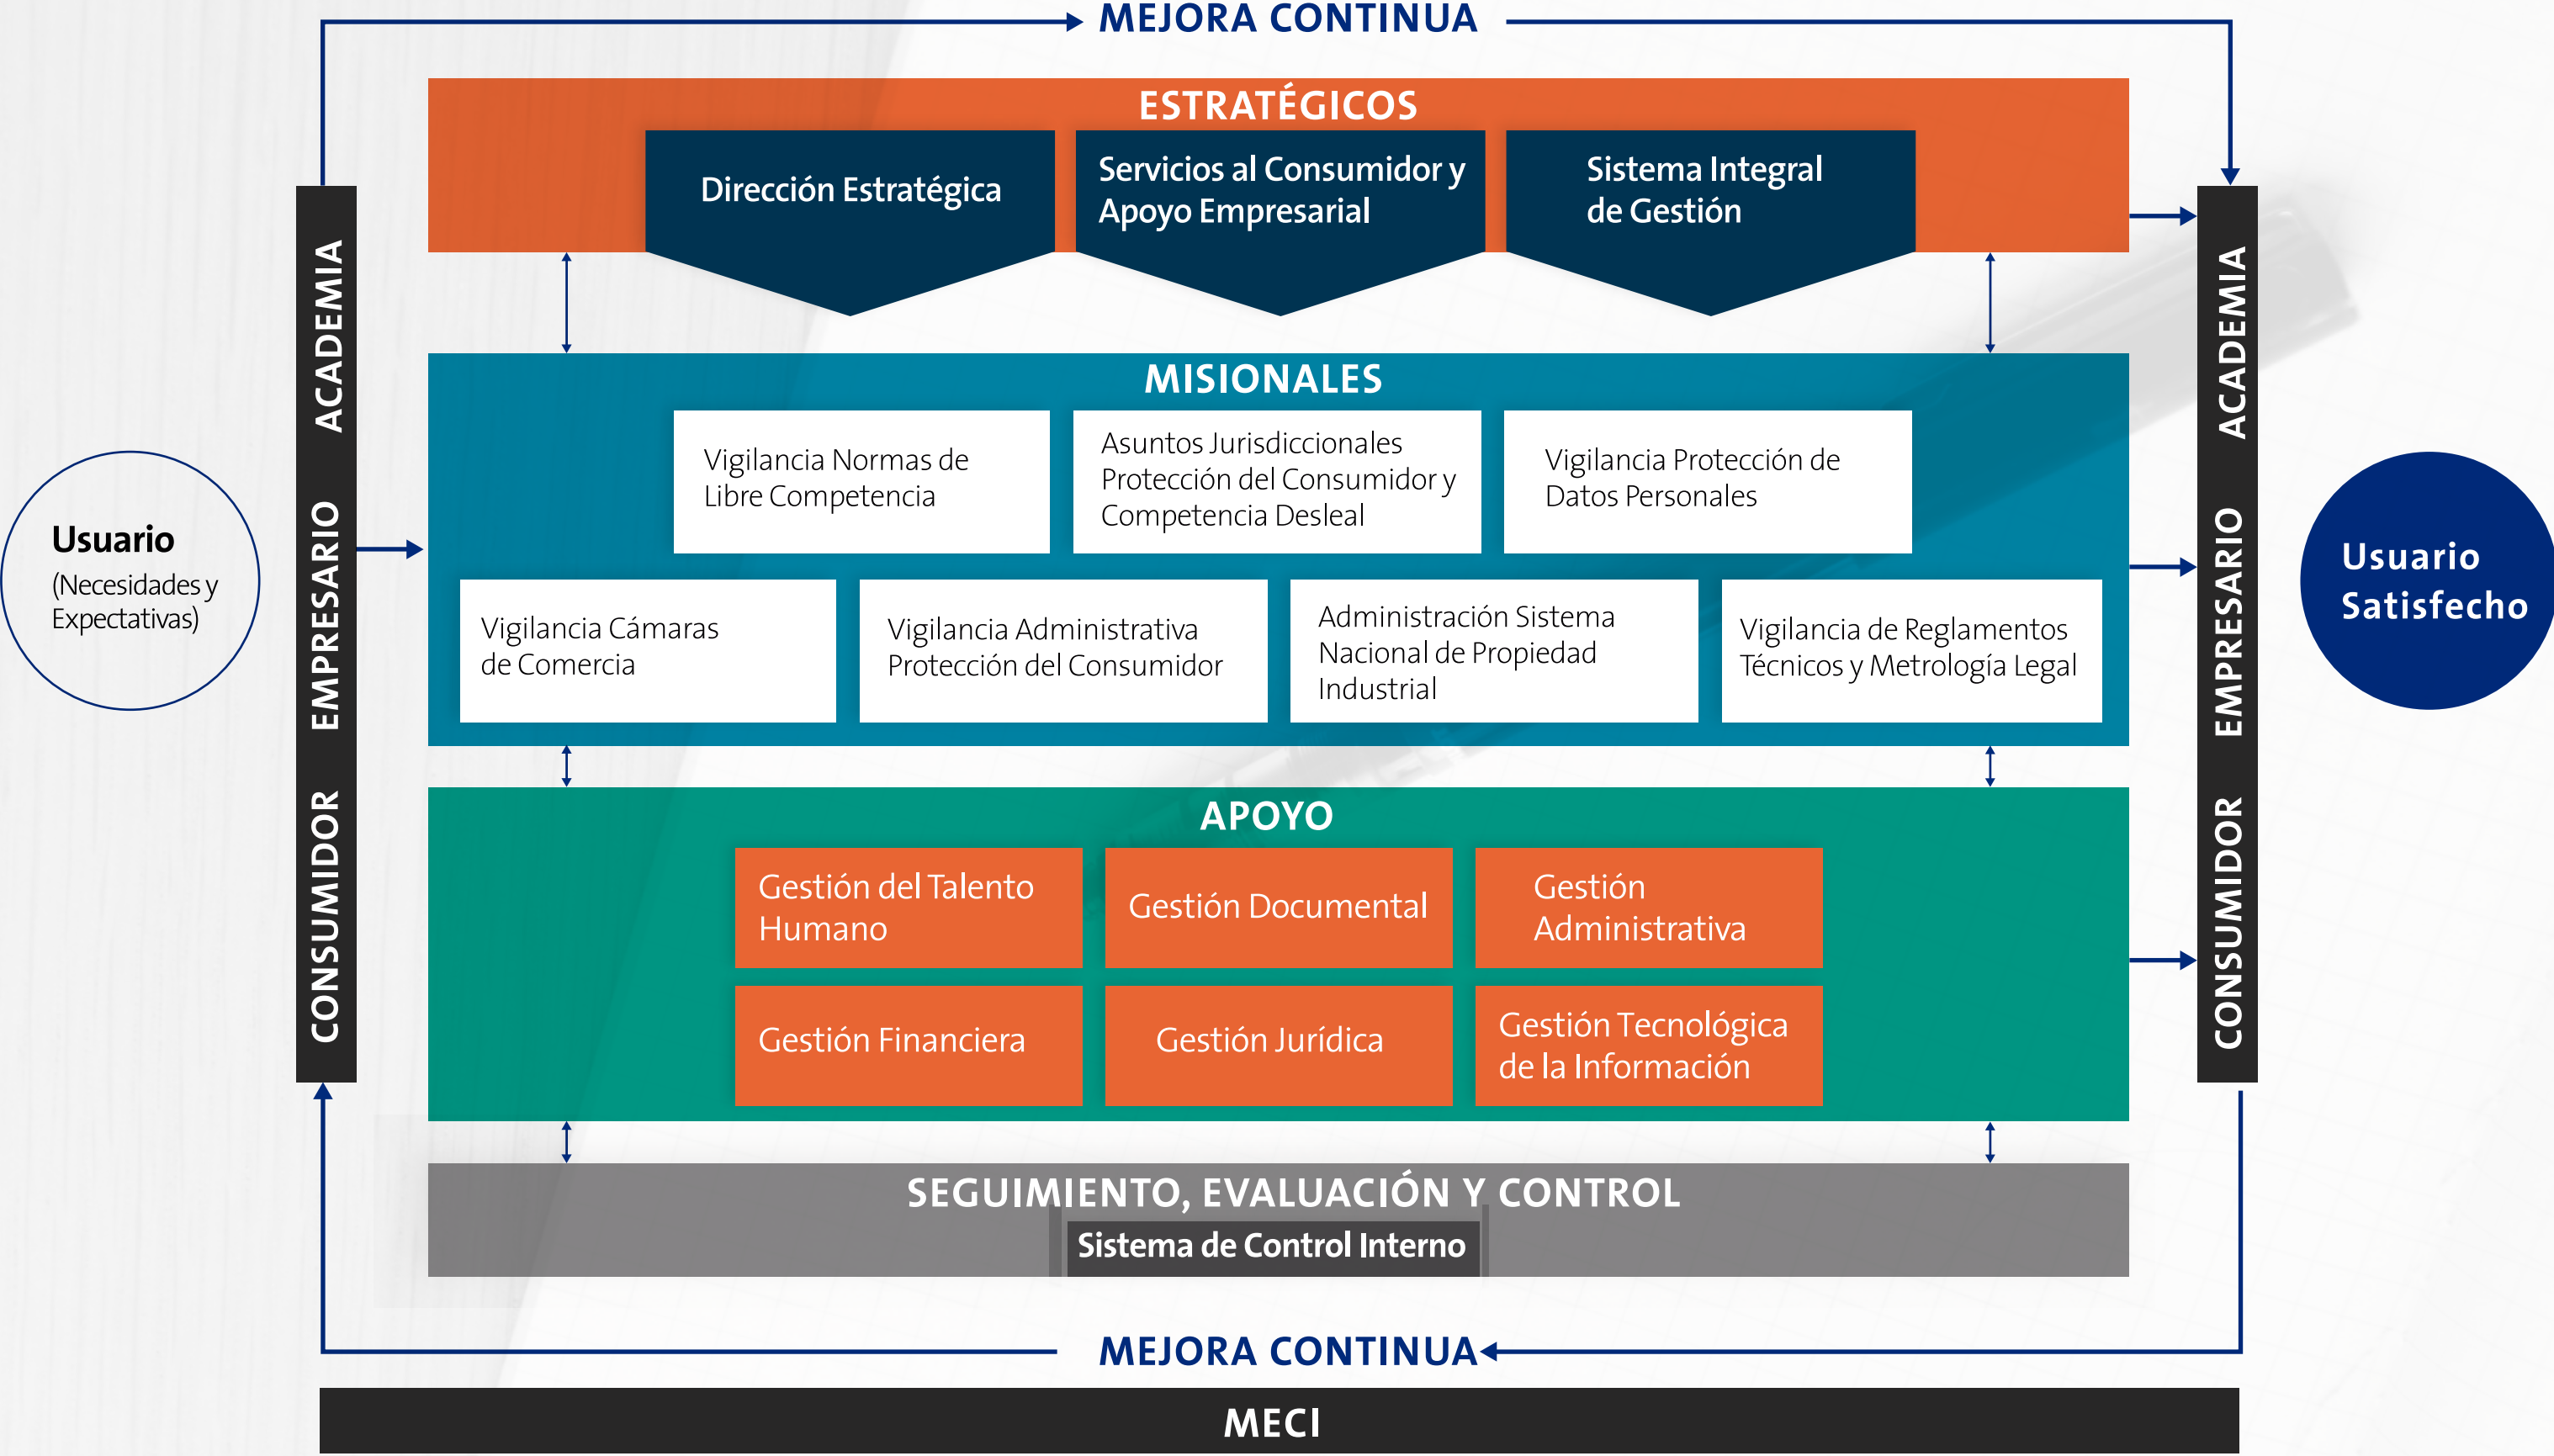 MEJORA CONTINUA
ESTRATÉGICOS
Dirección Estratégica
Servicios al Consumidor y
Apoyo Empresarial
Sistema Integral
de Gestión
ACADEMIA
EMPRESARIO
CONSUMIDOR
Usuario
(Necesidades y
Expectativas)
MISIONALES
Vigilancia Normas de
Libre Competencia
Asuntos Jurisdiccionales
Protección del Consumidor y
Competencia Desleal
Vigilancia Protección de
Datos Personales
Vigilancia Cámaras
de Comercia
Vigilancia Administrativa
Protección del Consumidor
Administración Sistema
Nacional de Propiedad
Industrial
Vigilancia de Reglamentos
Técnicos y Metrología Legal
APOYO
Gestión del Talento
Humano
Gestión Documental
Gestión
Administrativa
Gestión Financiera
Gestión Jurídica
Gestión Tecnológica
de la Información
SEGUIMIENTO, EVALUACIÓN Y CONTROL
Sistema de Control Interno
ACADEMIA
EMPRESARIO
CONSUMIDOR
Usuario
Satisfecho
MEJORA CONTINUA
MECI